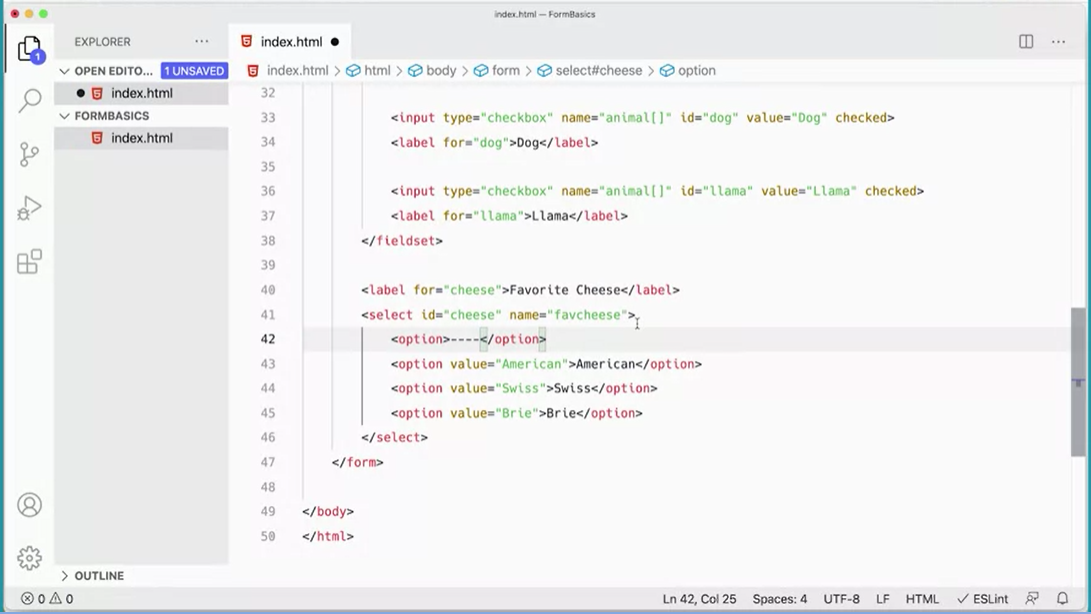 index.html — FormBasics
EXPLORER ···
index.html ● ···
OPEN EDITO... 1 UNSAVED
index.html > html > body > form > select#cheese > option
● index.html
FORMBASICS
index.html
1
32
33 <input type="checkbox" name="animal[]" id="dog" value="Dog" checked>
34 <label for="dog">Dog</label>
35
36 <input type="checkbox" name="animal[]" id="llama" value="Llama" checked>
37 <label for="llama">Llama</label>
38 </fieldset>
39
40 <label for="cheese">Favorite Cheese</label>
41 <select id="cheese" name="favcheese">
42 <option>----</option>
43 <option value="American">American</option>
44 <option value="Swiss">Swiss</option>
45 <option value="Brie">Brie</option>
46 </select>
47 </form>
48
49 </body>
50 </html>
OUTLINE
0 0 Ln 42, Col 25 Spaces: 4 UTF-8 LF HTML ESLint